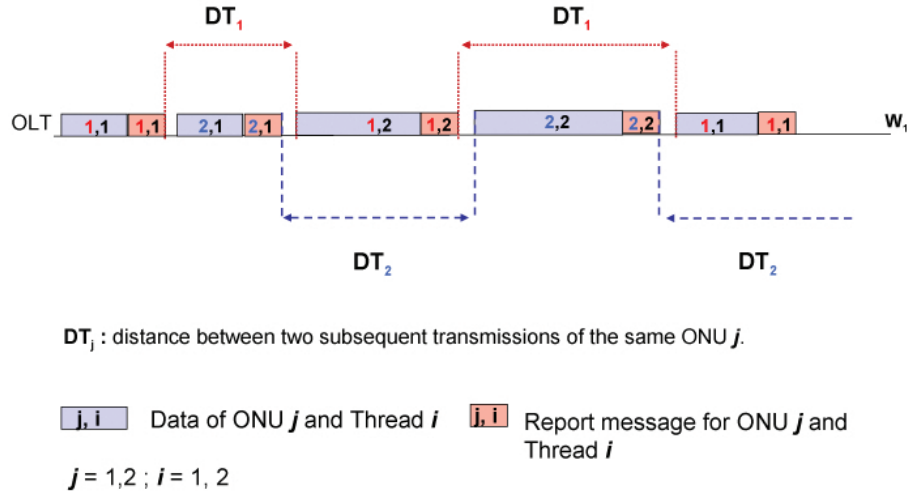 DT₁ DT₁
OLT 1,1 1,1 2,1 2,1 1,2 1,2 2,2 2,2 1,1 1,1 W₁
DT₂ DT₂
DTⱼ : distance between two subsequent transmissions of the same ONU j.
j, i Data of ONU j and Thread i j, i Report message for ONU j and
Thread i
j = 1,2 ; i = 1, 2